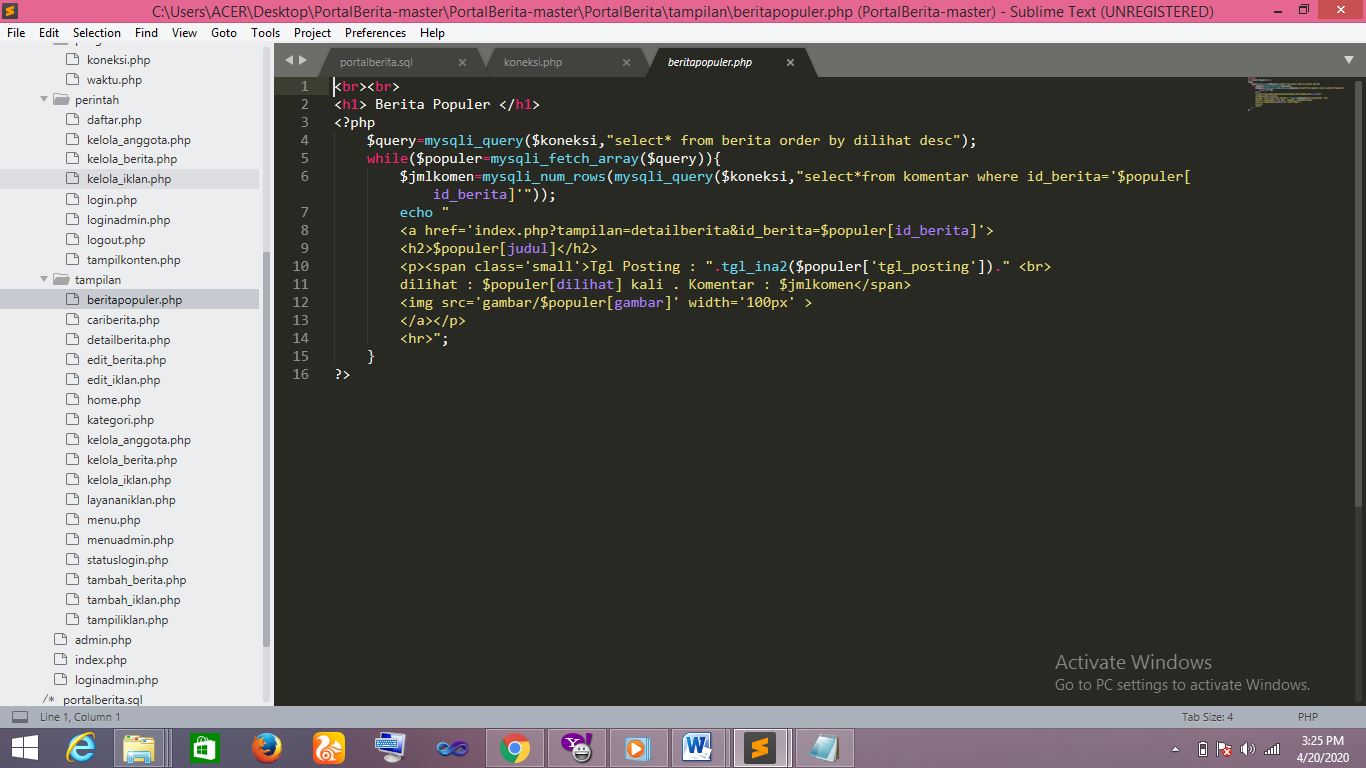 C:\Users\ACER\Desktop\PortalBerita-master\PortalBerita-master\PortalBerita\tampilan\beritapopuler.php (PortalBerita-master) - Sublime Text (UNREGISTERED)
File Edit Selection Find View Goto Tools Project Preferences Help
koneksi.php
waktu.php
perintah
daftar.php
kelola_anggota.php
kelola_berita.php
kelola_iklan.php
login.php
loginadmin.php
logout.php
tampilkonten.php
tampilan
beritapopuler.php
cariberita.php
detailberita.php
edit_berita.php
edit_iklan.php
home.php
kategori.php
kelola_anggota.php
kelola_berita.php
kelola_iklan.php
layananiklan.php
menu.php
menuadmin.php
statuslogin.php
tambah_berita.php
tambah_iklan.php
tampiliklan.php
admin.php
index.php
loginadmin.php
/* portalberita.sql
portalberita.sql koneksi.php beritapopuler.php
1 <br><br>
2 <h1> Berita Populer </h1>
3 <?php
4 $query=mysqli_query($koneksi,"select* from berita order by dilihat desc");
5 while($populer=mysqli_fetch_array($query)){
6 $jmlkomen=mysqli_num_rows(mysqli_query($koneksi,"select*from komentar where id_berita='$populer[
id_berita]'"));
7 echo "
8 <a href='index.php?tampilan=detailberita&id_berita=$populer[id_berita]'>
9 <h2>$populer[judul]</h2>
10 <p><span class='small'>Tgl Posting : ".tgl_ina2($populer['tgl_posting'])." <br>
11 dilihat : $populer[dilihat] kali . Komentar : $jmlkomen</span>
12 <img src='gambar/$populer[gambar]' width='100px' >
13 </a></p>
14 <hr>";
15 }
16 ?>
Activate Windows
Go to PC settings to activate Windows.
Line 1, Column 1 Tab Size: 4 PHP
3:25 PM
4/20/2020